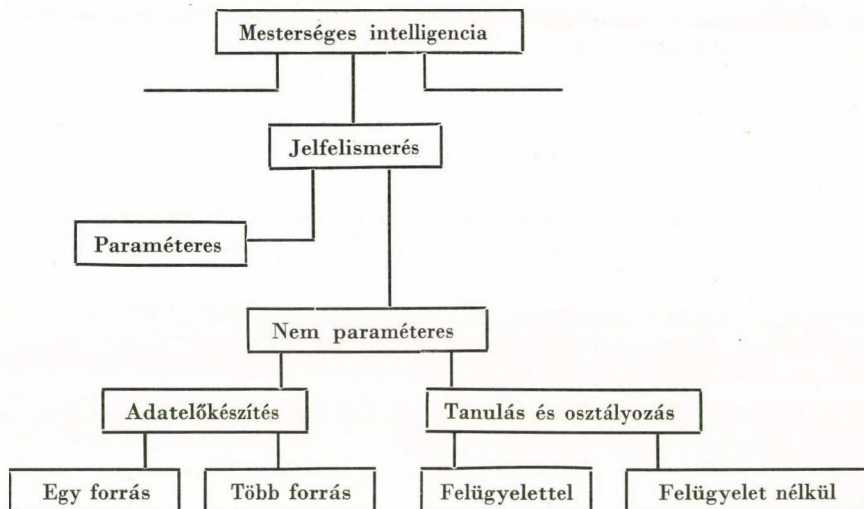 Mesterséges intelligencia
Jelfelismerés
Paraméteres
Nem paraméteres
Adatelőkészítés
Tanulás és osztályozás
Egy forrás
Több forrás
Felügyelettel
Felügyelet nélkül